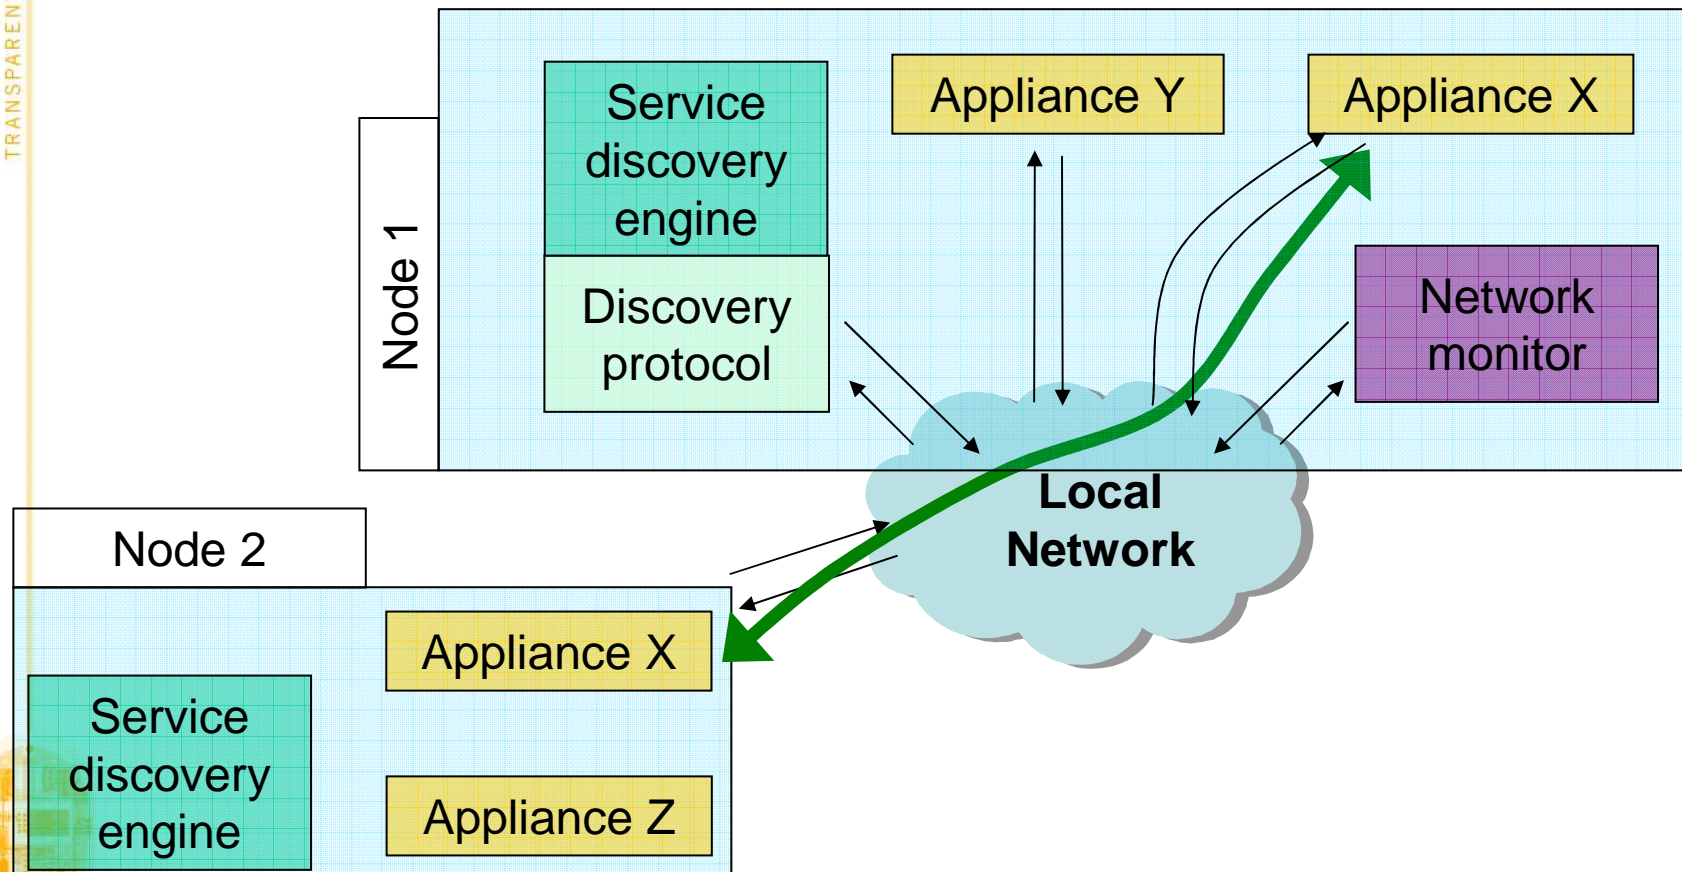 TRANSPAREN
Service
discovery
engine
Appliance Y
Appliance X
Node 1
Discovery
protocol
Network
monitor
Local
Network
Node 2
Appliance X
Service
discovery
engine
Appliance Z